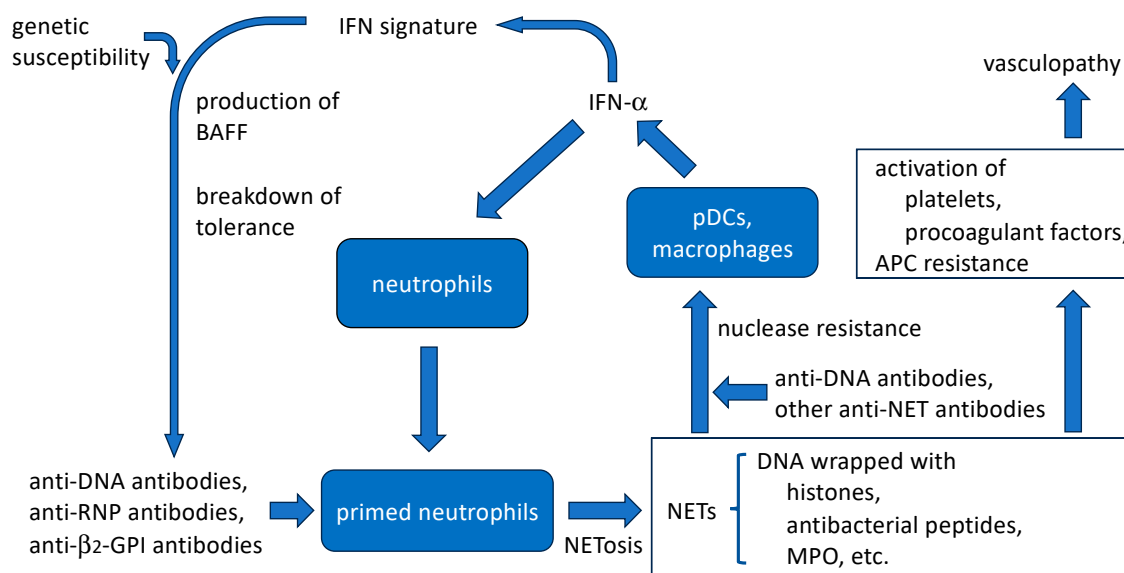 genetic
susceptibility
IFN signature
production of
BAFF
breakdown of
tolerance
IFN-α
vasculopathy
pDCs,
macrophages
activation of
platelets,
procoagulant factors,
APC resistance
neutrophils
nuclease resistance
anti-DNA antibodies,
other anti-NET antibodies
anti-DNA antibodies,
anti-RNP antibodies,
anti-β2-GPI antibodies
primed neutrophils
NETosis
NETs
DNA wrapped with
histones,
antibacterial peptides,
MPO, etc.